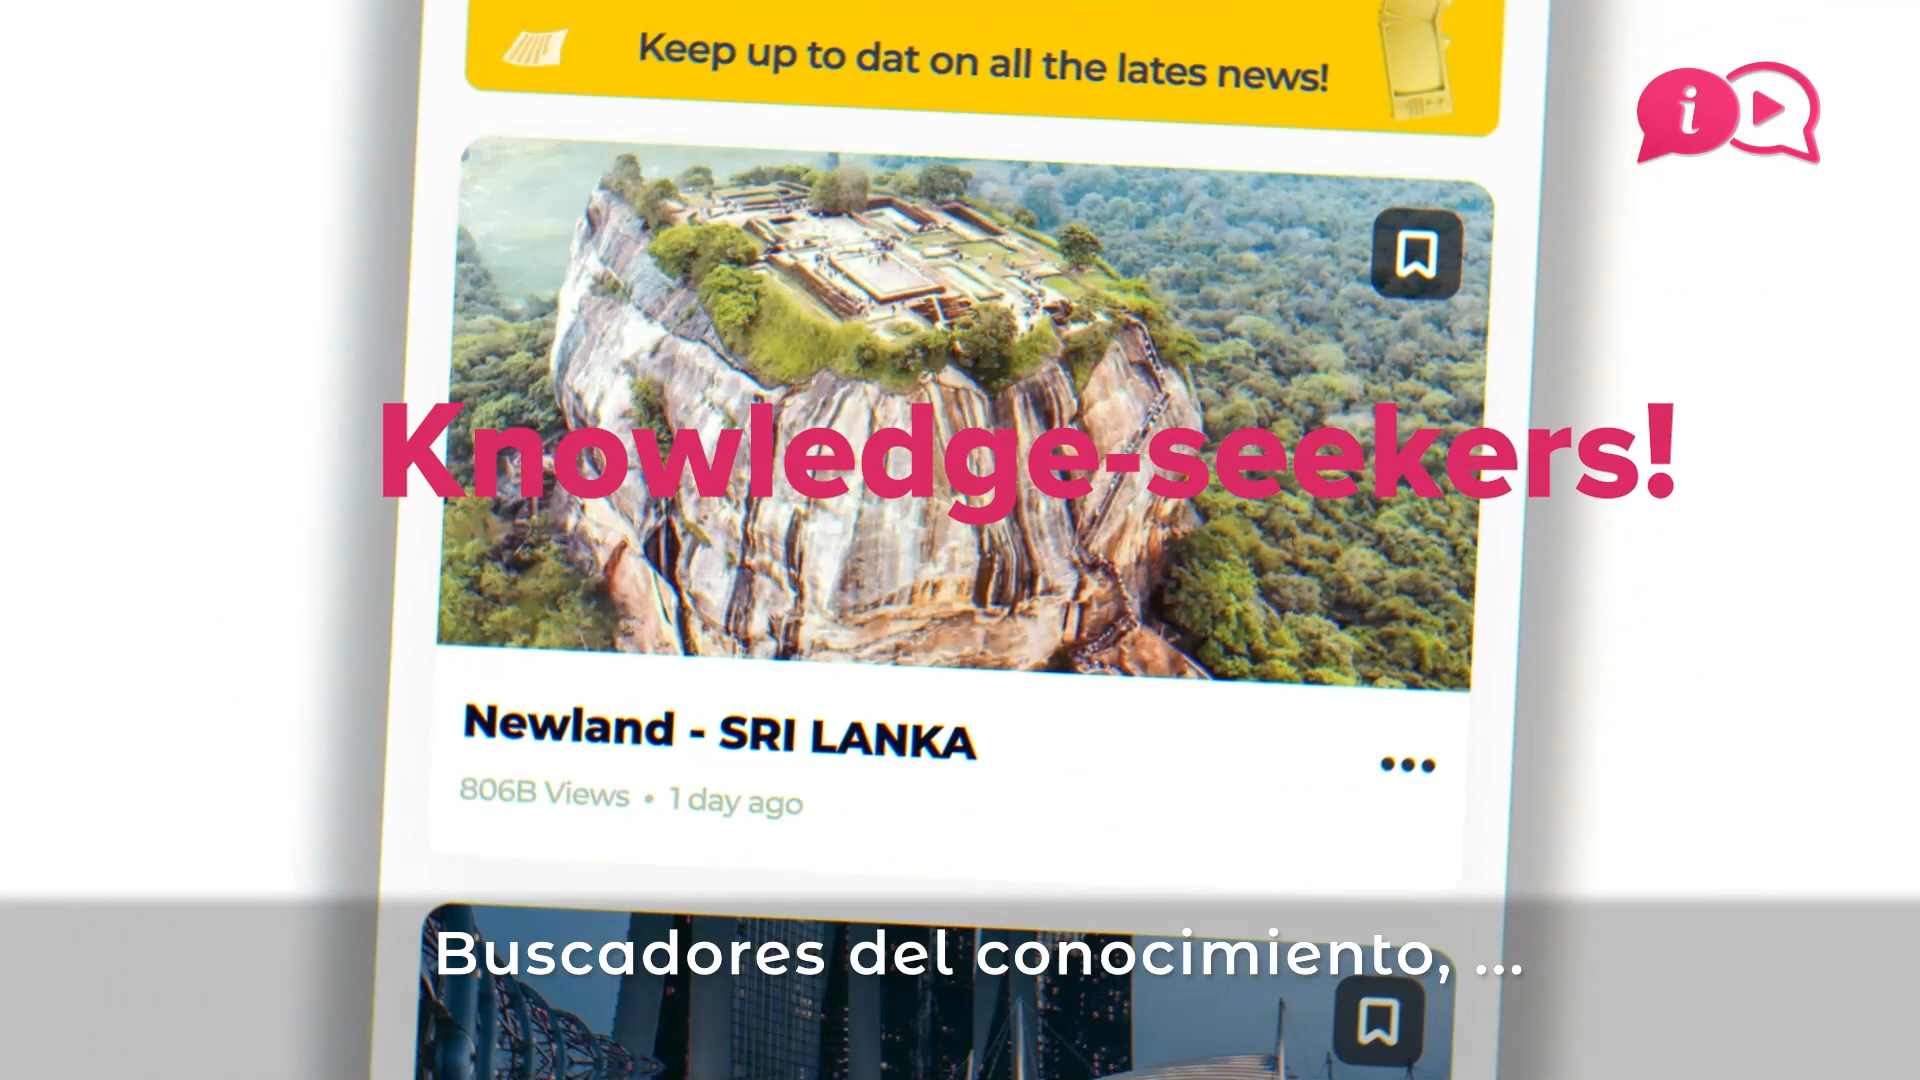 Keep up to dat on all the lates news!
i
Knowledge-seekers!
Newland - SRI LANKA
806B Views • 1 day ago
Buscadores del conocimiento, ...